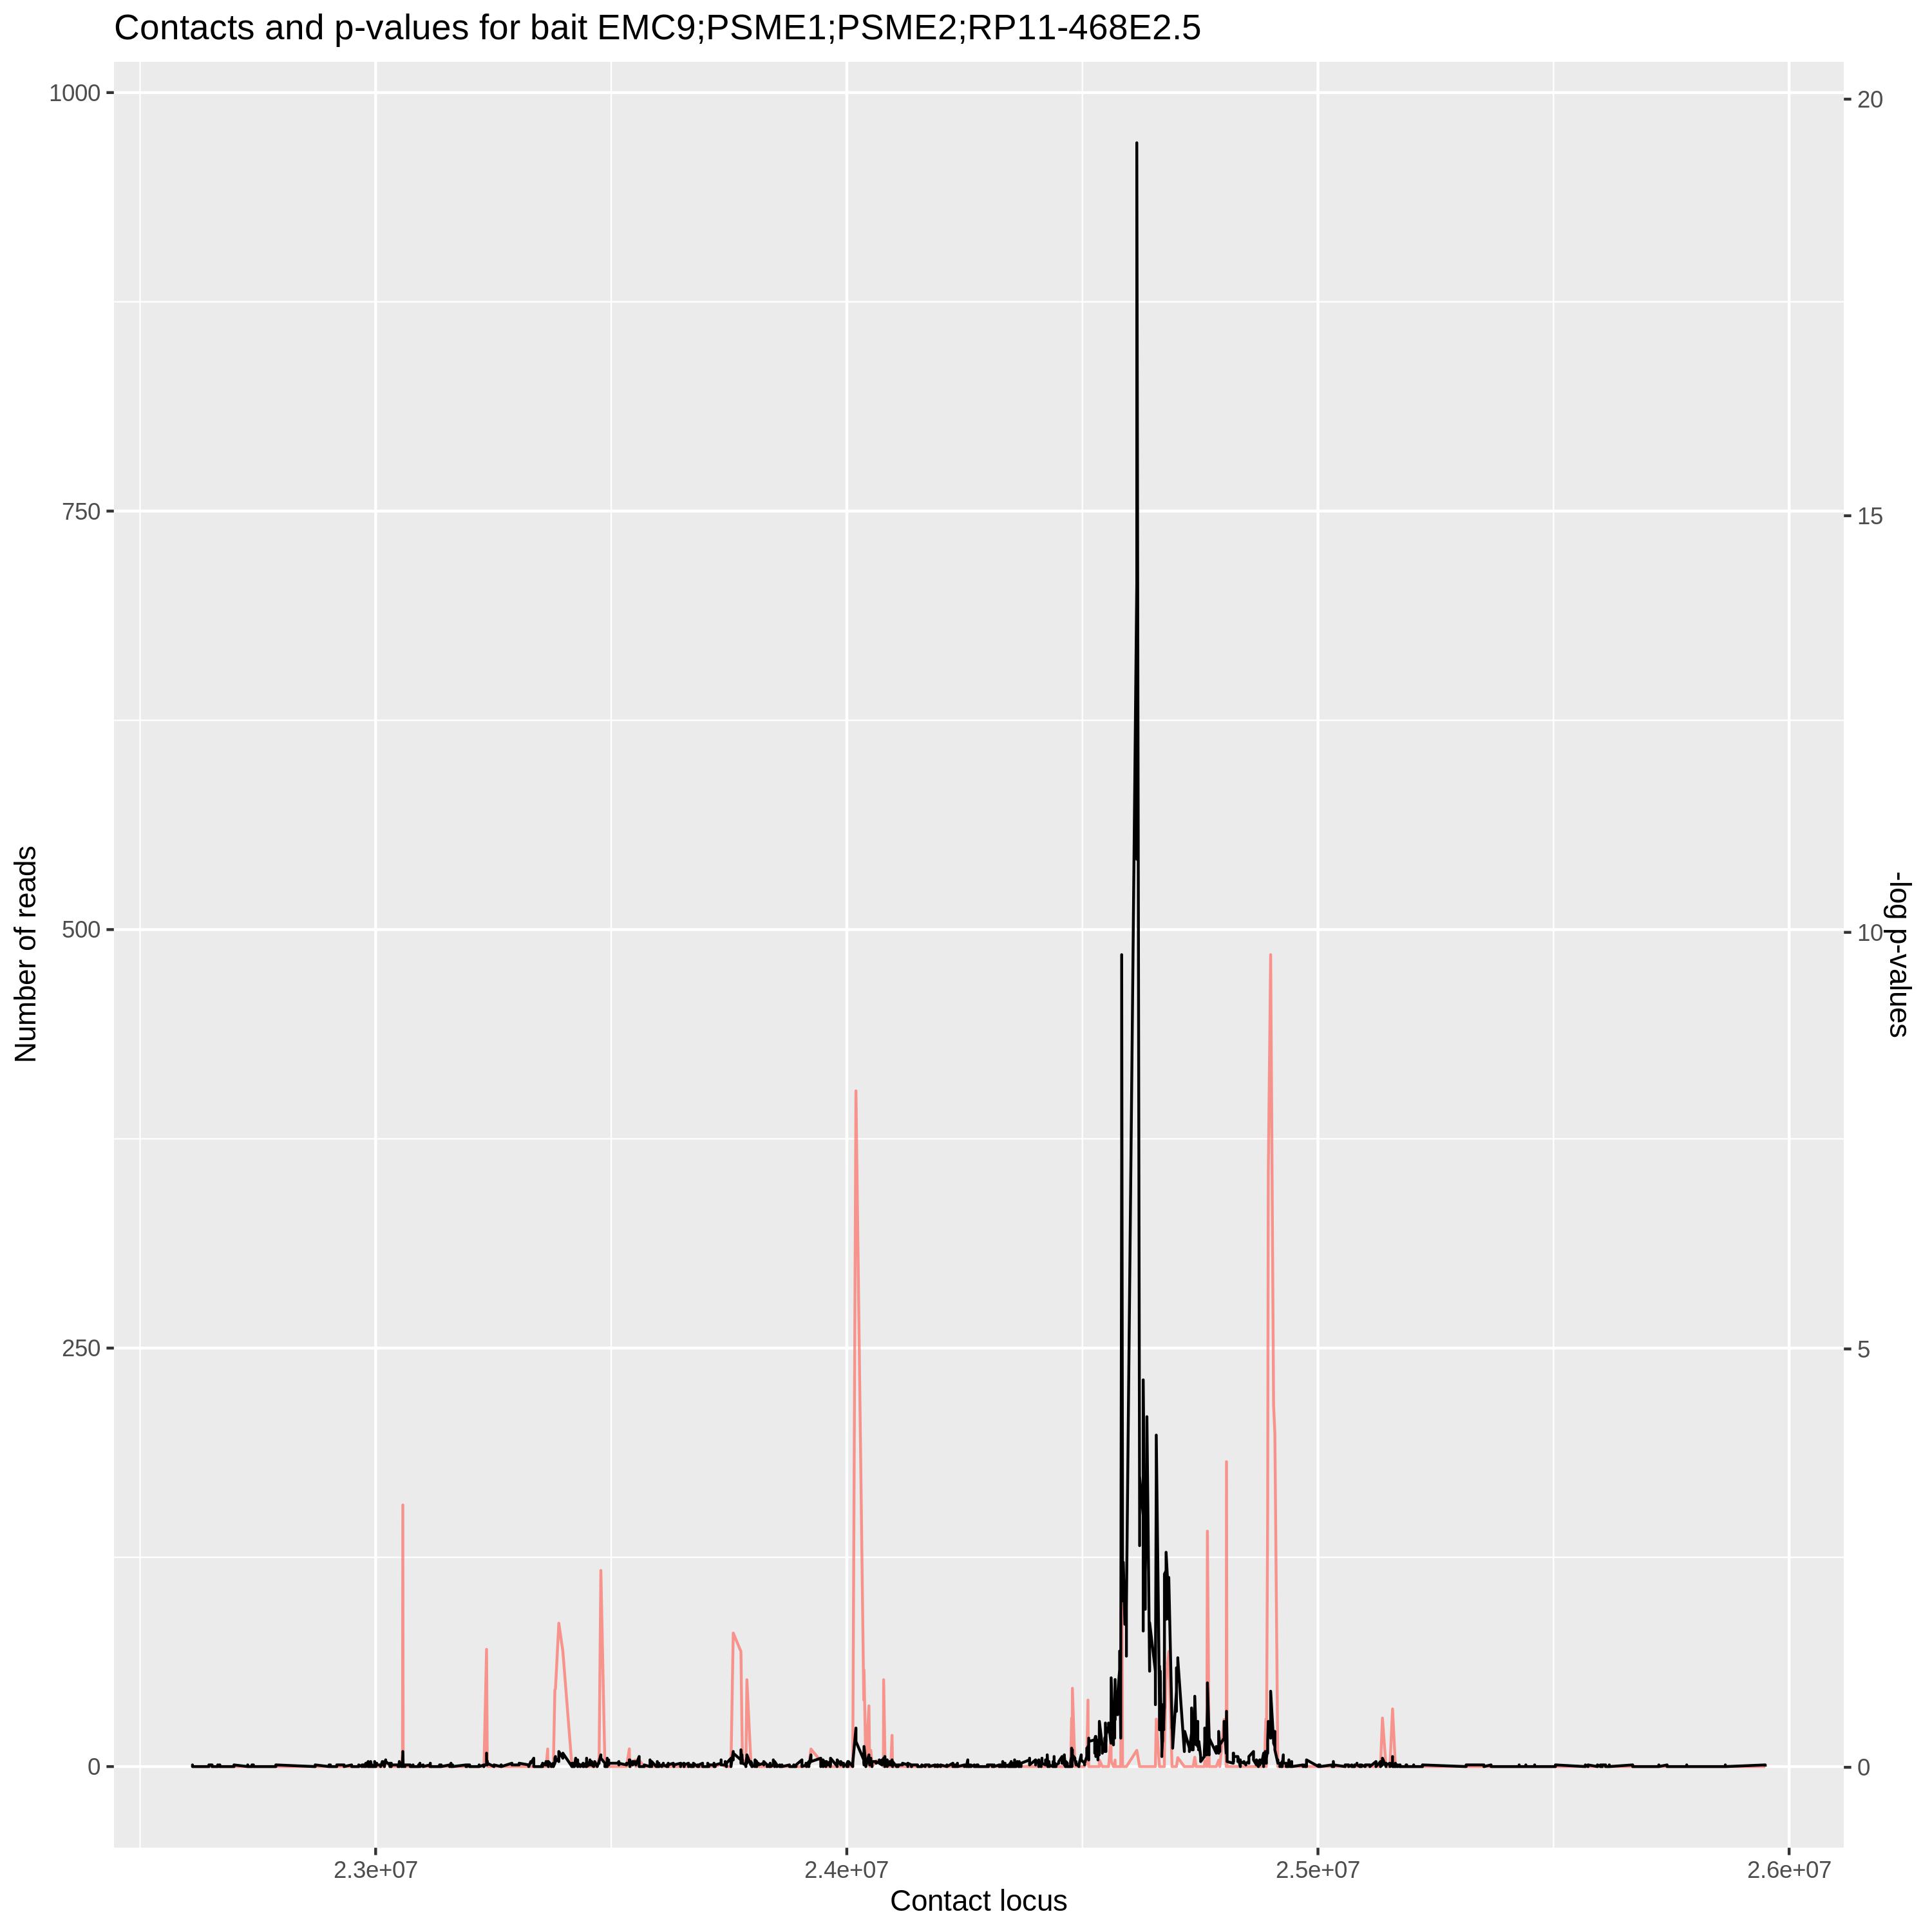 Contacts and p-values for bait EMC9;PSME1;PSME2;RP11-468E2.5
1000
750
500
250
0
Number of reads
20
15
10
5
0
-log p-values
2.3e+07
2.4e+07
2.5e+07
2.6e+07
Contact locus